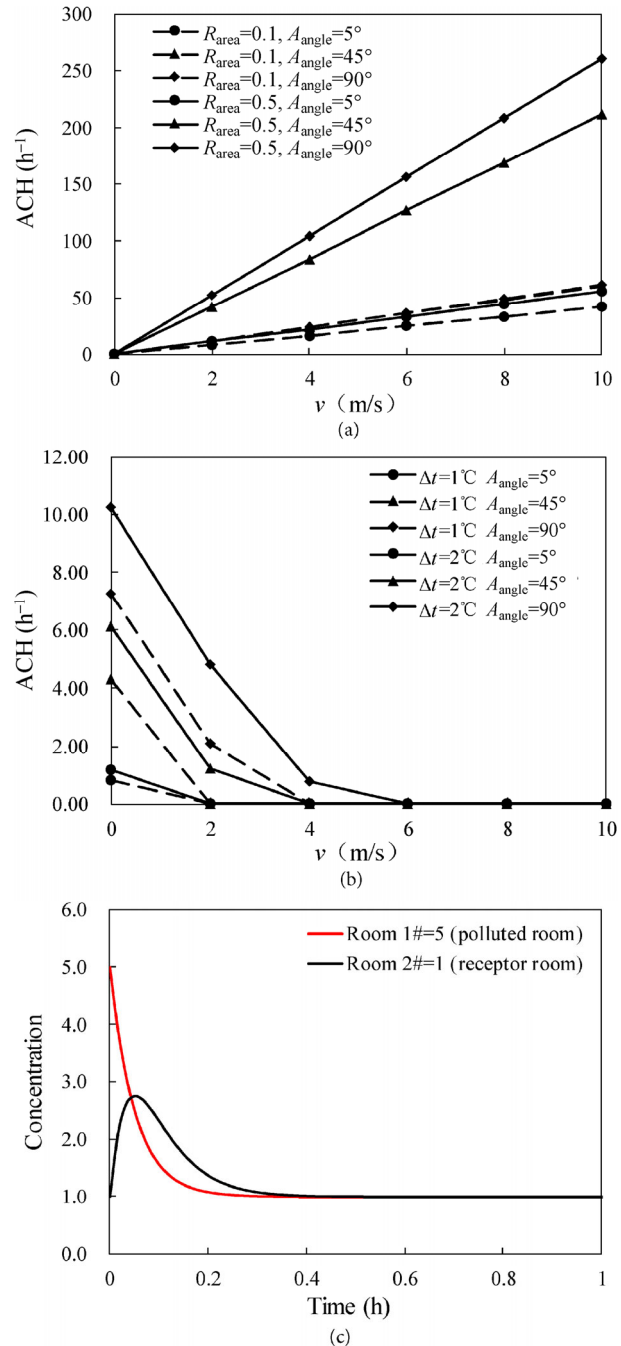 300
250
200
150
100
50
0
ACH (h⁻¹)
R_area=0.1, A_angle=5°
R_area=0.1, A_angle=45°
R_area=0.1, A_angle=90°
R_area=0.5, A_angle=5°
R_area=0.5, A_angle=45°
R_area=0.5, A_angle=90°
0 2 4 6 8 10
v（m/s）
(a)
12.00
10.00
8.00
6.00
4.00
2.00
0.00
ACH (h⁻¹)
Δt=1℃ A_angle=5°
Δt=1℃ A_angle=45°
Δt=1℃ A_angle=90°
Δt=2℃ A_angle=5°
Δt=2℃ A_angle=45°
Δt=2℃ A_angle=90°
0 2 4 6 8 10
v（m/s）
(b)
6.0
5.0
4.0
3.0
2.0
1.0
0.0
Concentration
Room 1#=5 (polluted room)
Room 2#=1 (receptor room)
0 0.2 0.4 0.6 0.8 1
Time (h)
(c)